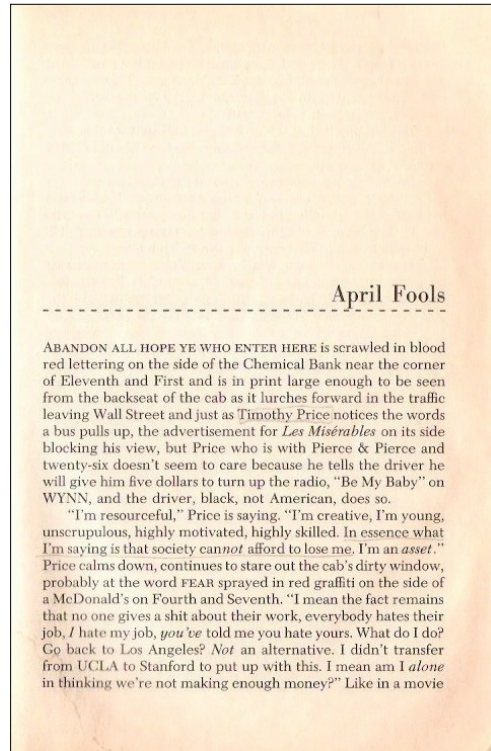 April Fools
ABANDON ALL HOPE YE WHO ENTER HERE is scrawled in blood
red lettering on the side of the Chemical Bank near the corner
of Eleventh and First and is in print large enough to be seen
from the backseat of the cab as it lurches forward in the traffic
leaving Wall Street and just as Timothy Price notices the words
a bus pulls up, the advertisement for Les Misérables on its side
blocking his view, but Price who is with Pierce & Pierce and
twenty-six doesn't seem to care because he tells the driver he
will give him five dollars to turn up the radio, "Be My Baby" on
WYNN, and the driver, black, not American, does so.
"I'm resourceful," Price is saying. "I'm creative, I'm young,
unscrupulous, highly motivated, highly skilled. In essence what
I'm saying is that society cannot afford to lose me. I'm an asset."
Price calms down, continues to stare out the cab's dirty window,
probably at the word FEAR sprayed in red graffiti on the side of
a McDonald's on Fourth and Seventh. "I mean the fact remains
that no one gives a shit about their work, everybody hates their
job, I hate my job, you've told me you hate yours. What do I do?
Go back to Los Angeles? Not an alternative. I didn't transfer
from UCLA to Stanford to put up with this. I mean am I alone
in thinking we're not making enough money?" Like in a movie